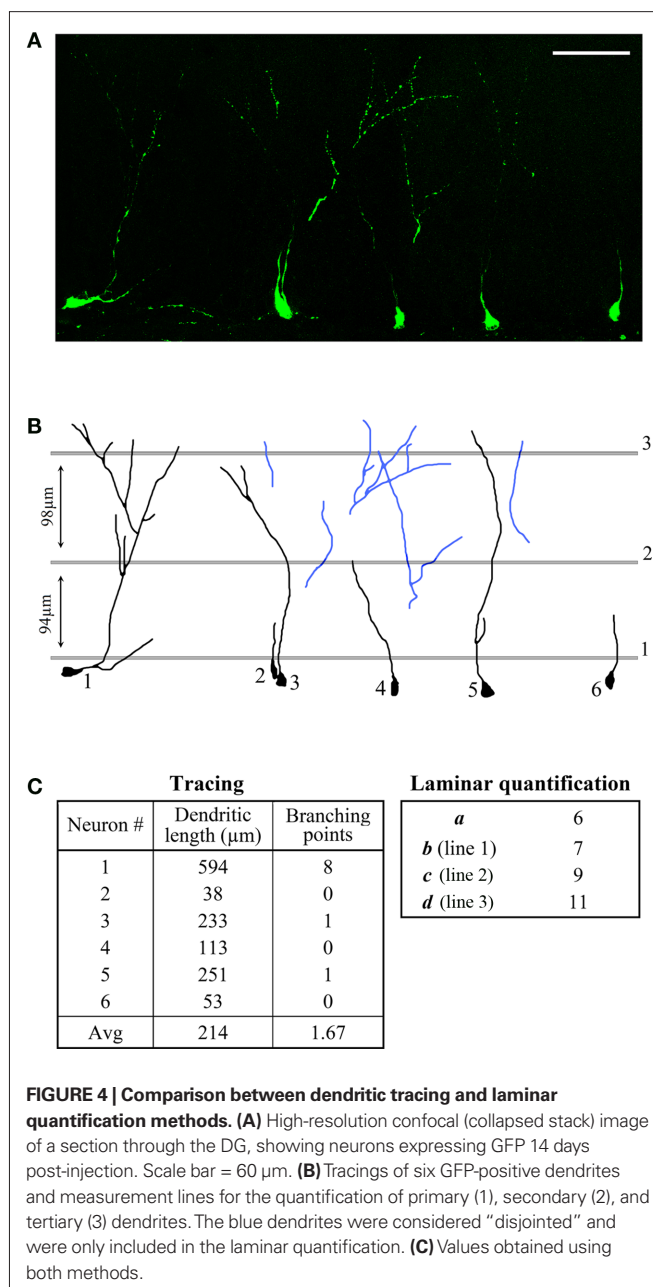 A
B
3
98µm
2
94µm
1
1
2
3
4
5
6
C
Tracing
Neuron # Dendritic length (µm) Branching points
1 594 8
2 38 0
3 233 1
4 113 0
5 251 1
6 53 0
Avg 214 1.67
Laminar quantification
a 6
b (line 1) 7
c (line 2) 9
d (line 3) 11
FIGURE 4 | Comparison between dendritic tracing and laminar
quantification methods. (A) High-resolution confocal (collapsed stack) image
of a section through the DG, showing neurons expressing GFP 14 days
post-injection. Scale bar = 60 µm. (B) Tracings of six GFP-positive dendrites
and measurement lines for the quantification of primary (1), secondary (2), and
tertiary (3) dendrites. The blue dendrites were considered “disjointed” and
were only included in the laminar quantification. (C) Values obtained using
both methods.